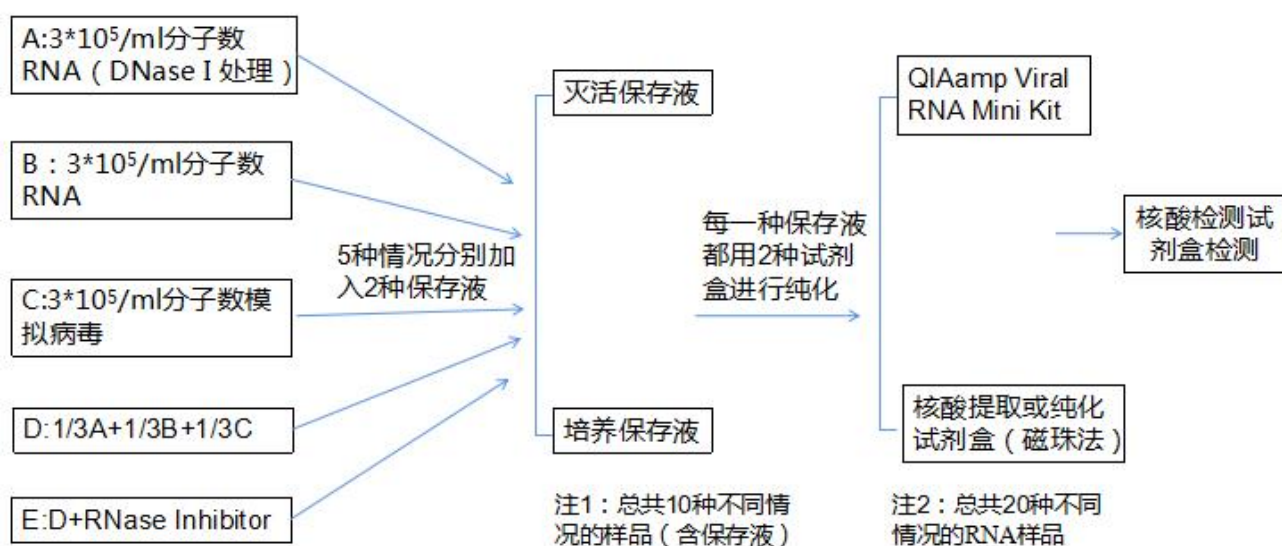 A:3*10⁵/ml分子数
RNA（DNase I 处理）
B：3*10⁵/ml分子数
RNA
C:3*10⁵/ml分子数模
拟病毒
D:1/3A+1/3B+1/3C
E:D+RNase Inhibitor
5种情况分别加
入2种保存液
灭活保存液
培养保存液
注1：总共10种不同情
况的样品（含保存液）
每一种保存液
都用2种试剂
盒进行纯化
QIAamp Viral
RNA Mini Kit
核酸提取或纯化
试剂盒（磁珠法）
注2：总共20种不同
情况的RNA样品
核酸检测试
剂盒检测